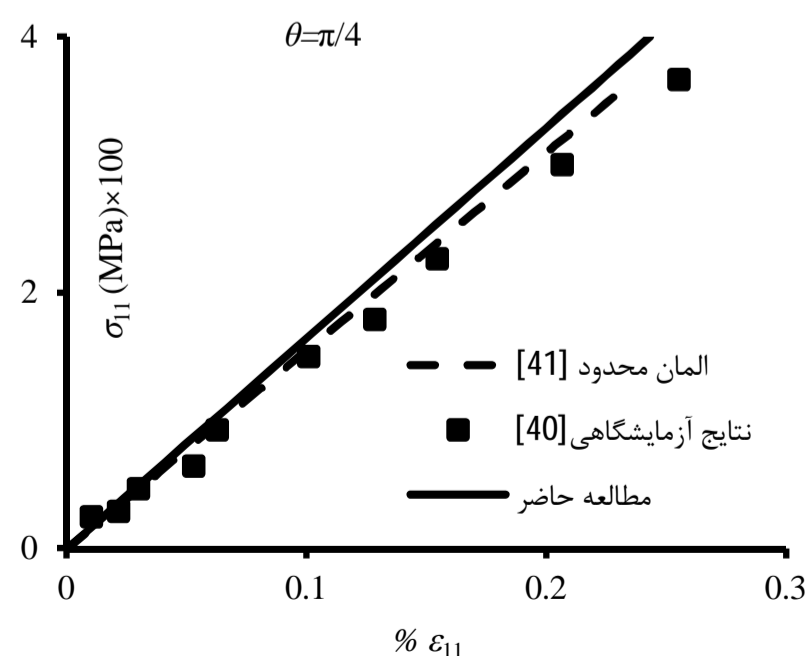 θ=π/4
4
2
0
σ11 (MPa)×100
المان محدود [41]
نتایج آزمایشگاهی [40]
مطالعه حاضر
0 0.1 0.2 0.3
% ε11